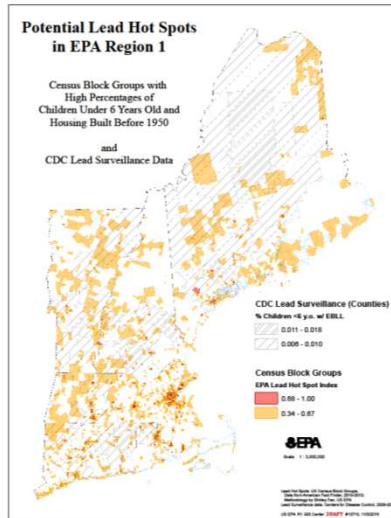 Potential Lead Hot Spots
in EPA Region 1
Census Block Groups with
High Percentages of
Children Under 6 Years Old and
Housing Built Before 1950
and
CDC Lead Surveillance Data
CDC Lead Surveillance (Counties)
% Children <6 y.o. w/ EBLL
0.011 - 0.018
0.006 - 0.010
Census Block Groups
EPA Lead Hot Spot Index
0.68 - 1.00
0.34 - 0.67
EPA
Scale
DRAFT